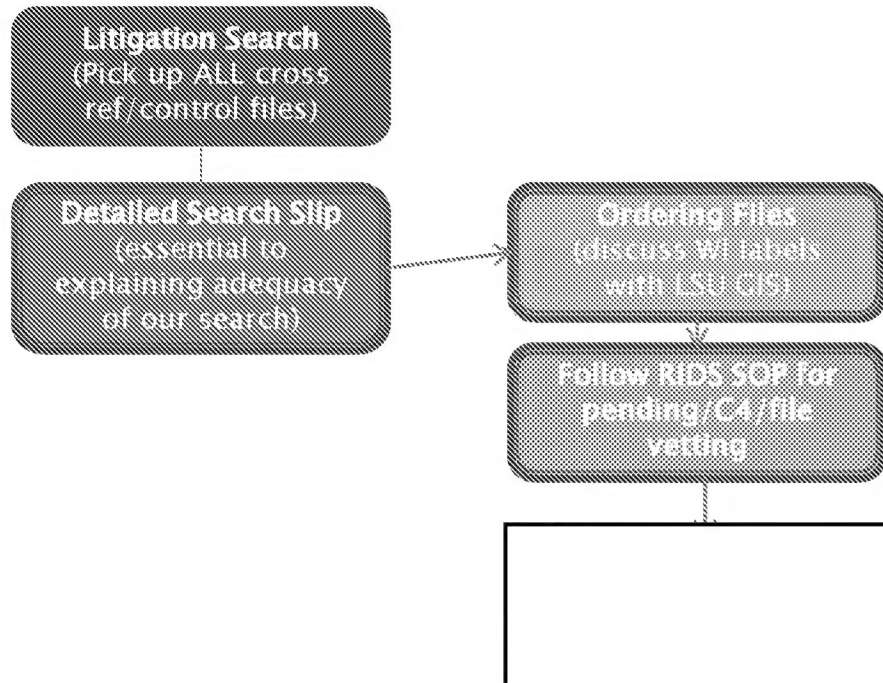 Litigation Search
(Pick up ALL cross
ref/control files)
Detailed Search Slip
(essential to
explaining adequacy
of our search)
Ordering Files
(discuss WI labels
with LSU GIS)
Follow RIDS SOP for
pending/C4/file
vetting